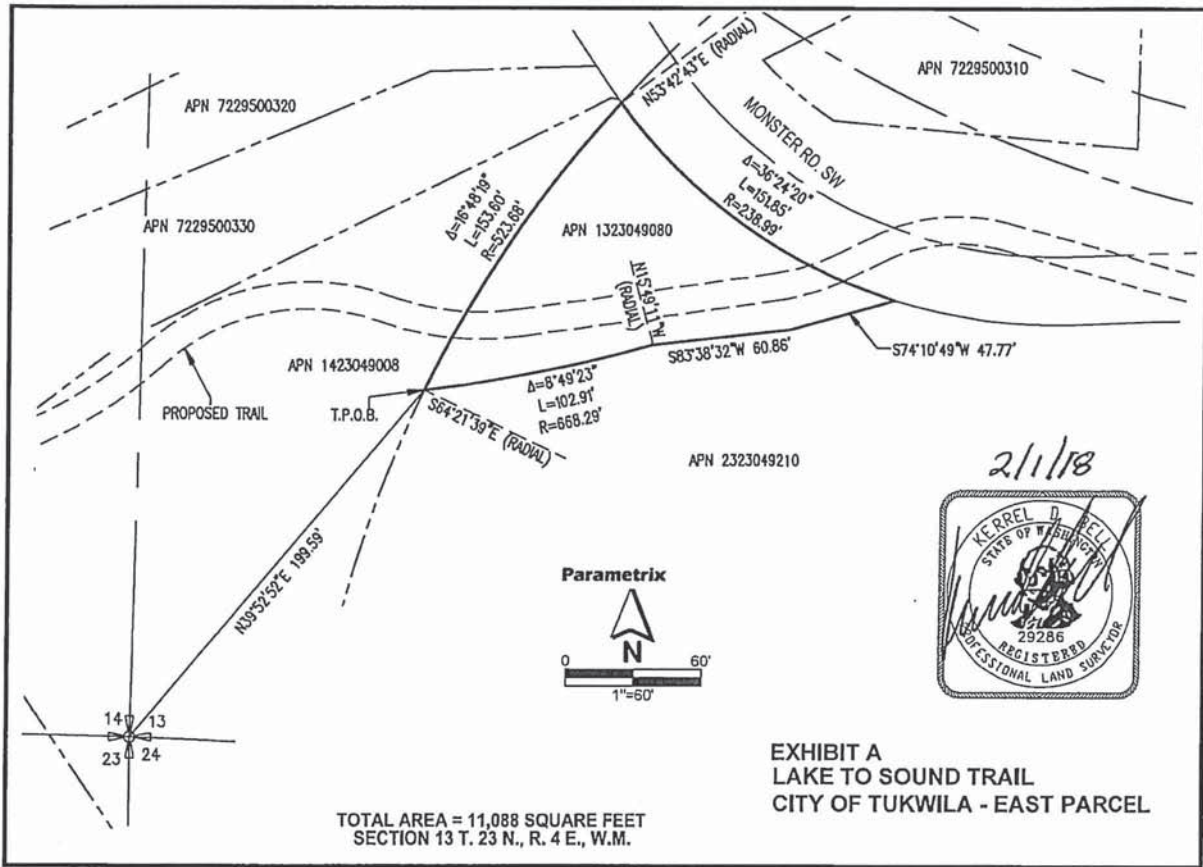 N53°42'43"E (RADIAL)
APN 7229500310
APN 7229500320
MONSTER RD. SW
Δ=36°24'20"
L=151.85'
R=238.99'
Δ=16°48'19"
L=153.60'
R=523.68'
APN 7229500330
APN 1323049080
N15°49'11"W
(RADIAL)
S83°38'32"W 60.86'
S74°10'49"W 47.77'
APN 1423049008
Δ=8°49'23"
L=102.91'
R=668.29'
PROPOSED TRAIL
T.P.O.B.
S64°21'39"E (RADIAL)
APN 2323049210
2/1/18
KERREL D. BELL
STATE OF WASHINGTON
29286
REGISTERED
PROFESSIONAL LAND SURVEYOR
N39°52'52"E 199.59'
Parametrix
N
0 60'
1"=60'
14 13
23 24
EXHIBIT A
LAKE TO SOUND TRAIL
CITY OF TUKWILA - EAST PARCEL
TOTAL AREA = 11,088 SQUARE FEET
SECTION 13 T. 23 N., R. 4 E., W.M.